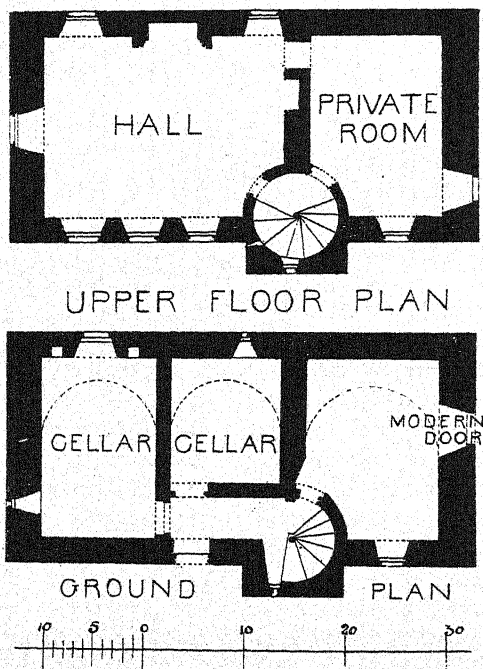 HALL
PRIVATE
ROOM
UPPER FLOOR PLAN
CELLAR
CELLAR
MODERN
DOOR
GROUND PLAN
10 5 0 10 20 30